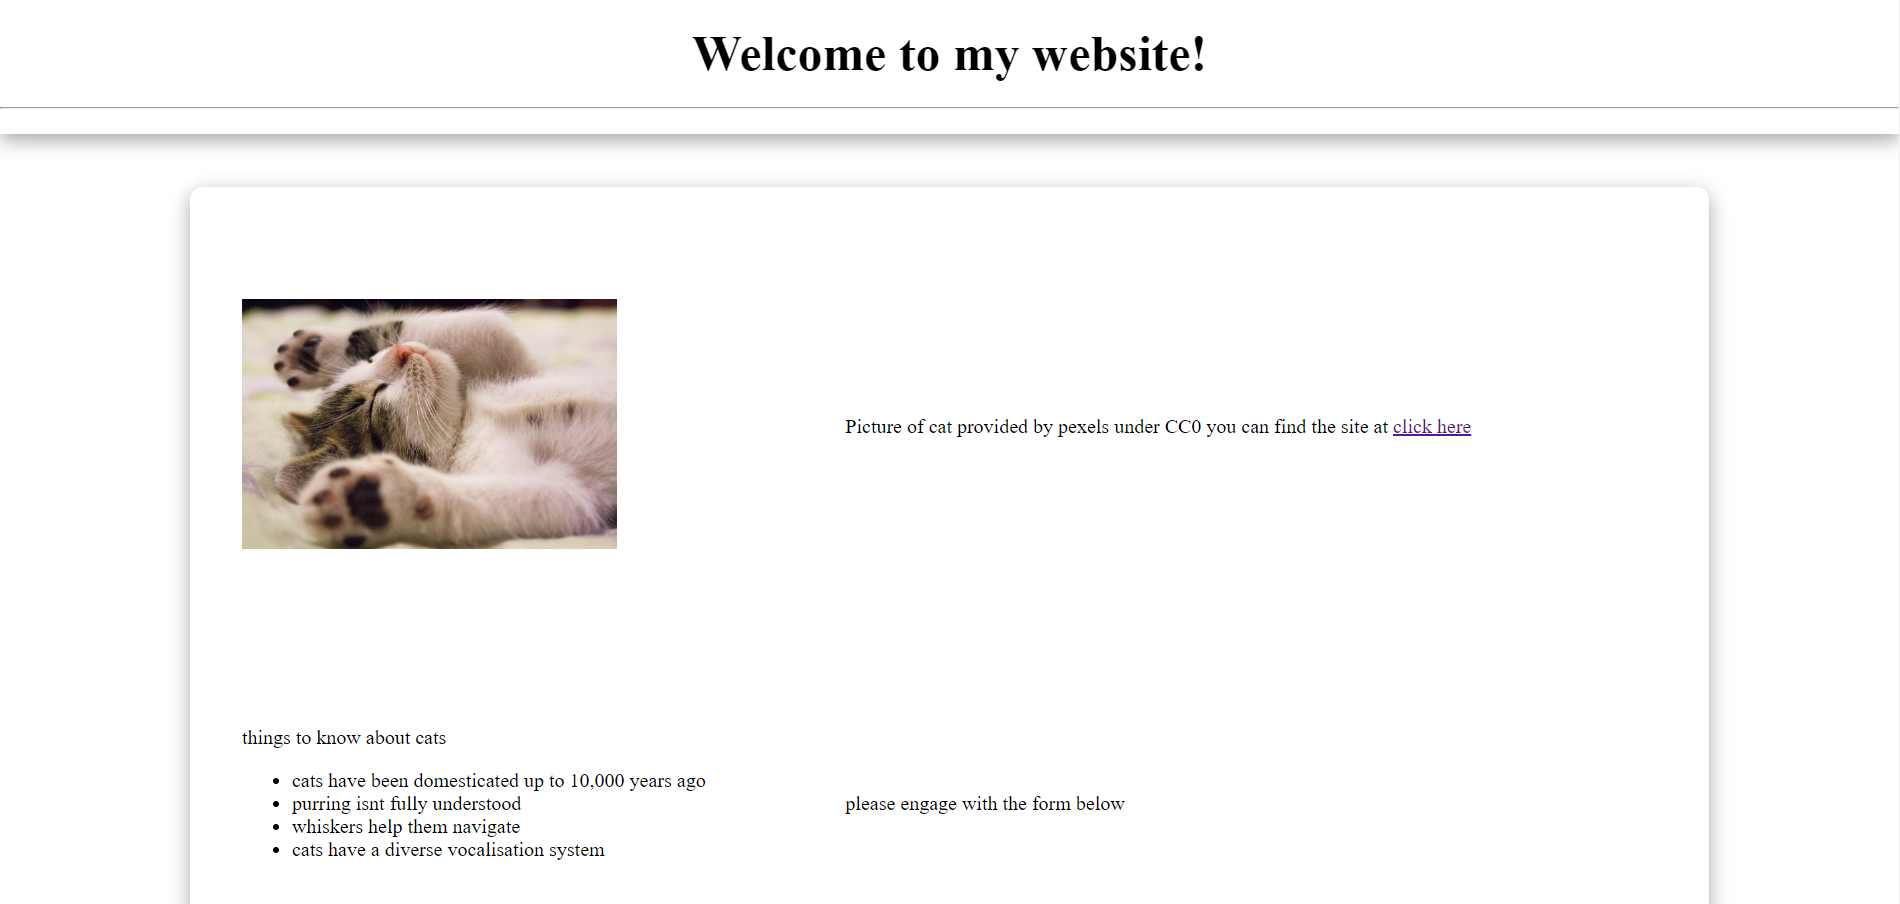 Welcome to my website!
Picture of cat provided by pexels under CC0 you can find the site at click here
things to know about cats
cats have been domesticated up to 10,000 years ago
purring isnt fully understood
whiskers help them navigate
cats have a diverse vocalisation system
please engage with the form below